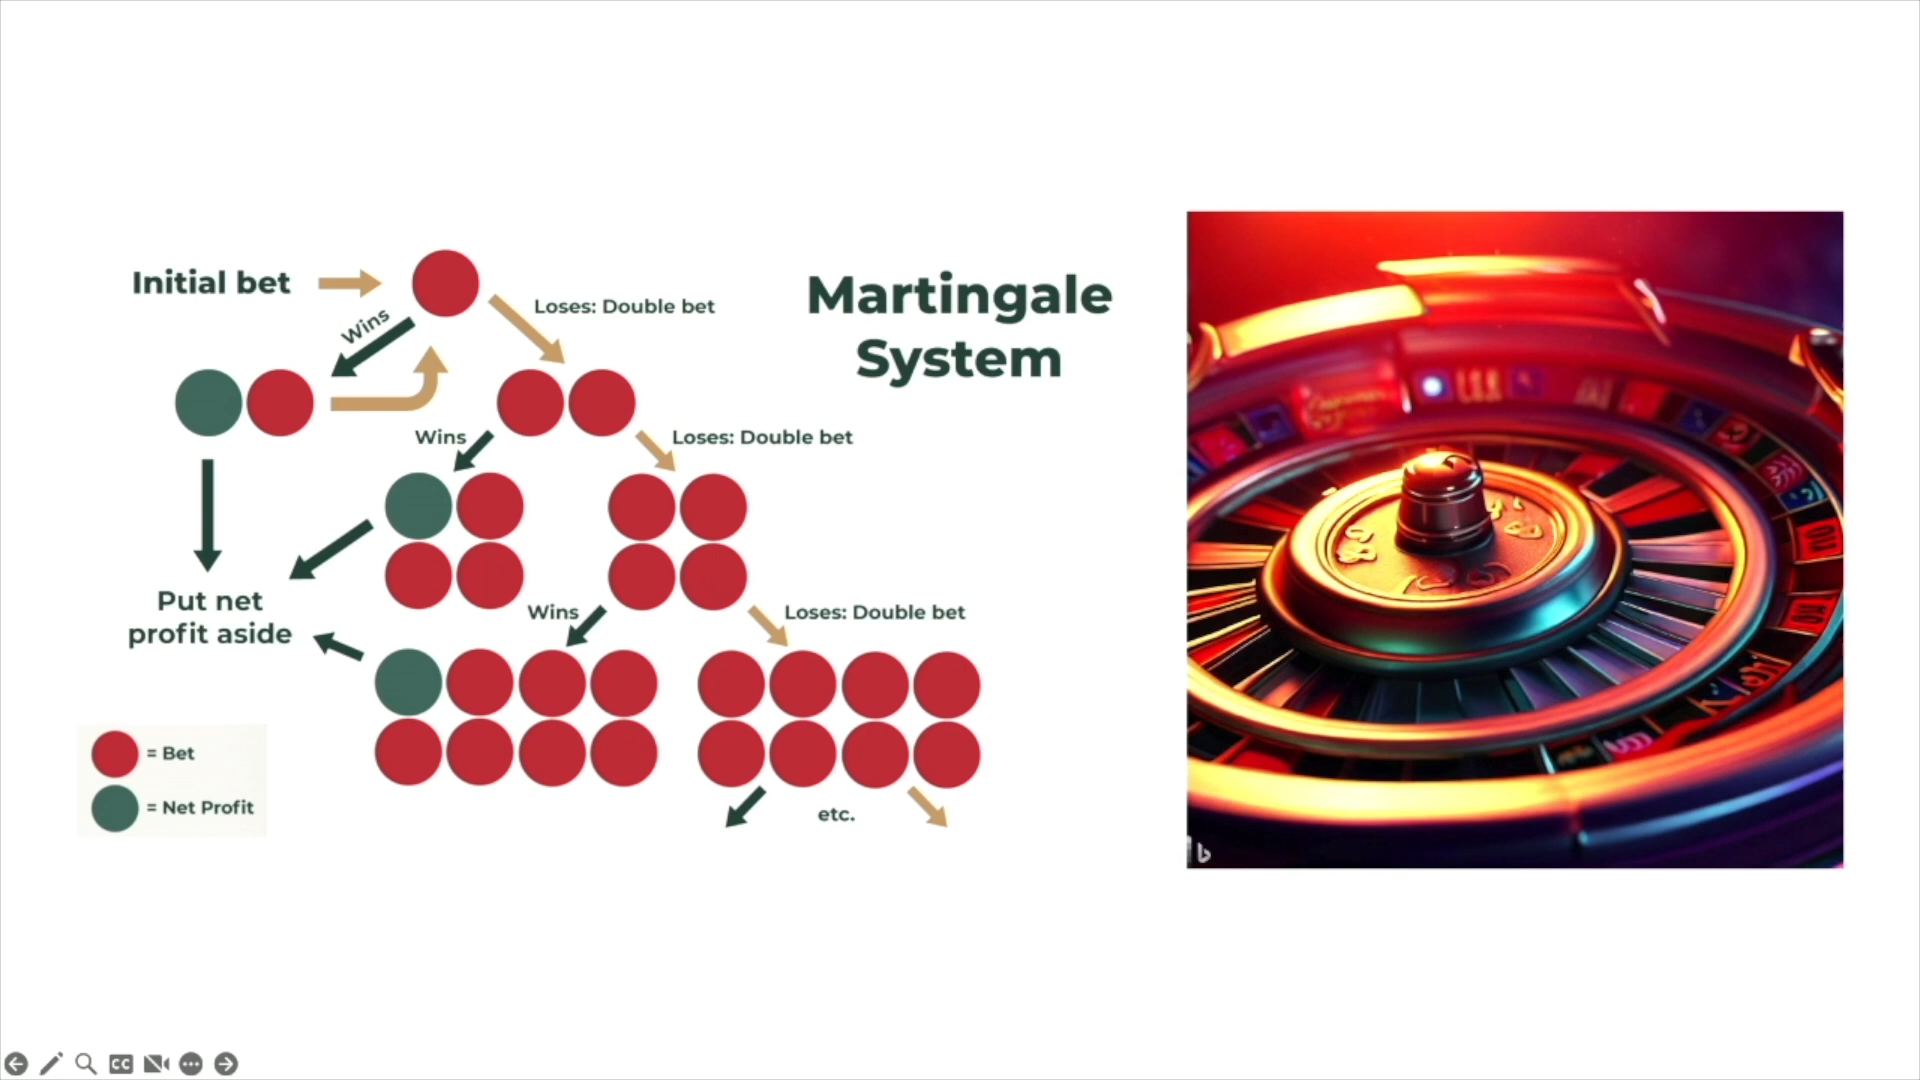 Initial bet
Wins
Loses: Double bet
Martingale
System
Wins
Loses: Double bet
Put net
profit aside
Wins
Loses: Double bet
= Bet
= Net Profit
etc.
b
CC